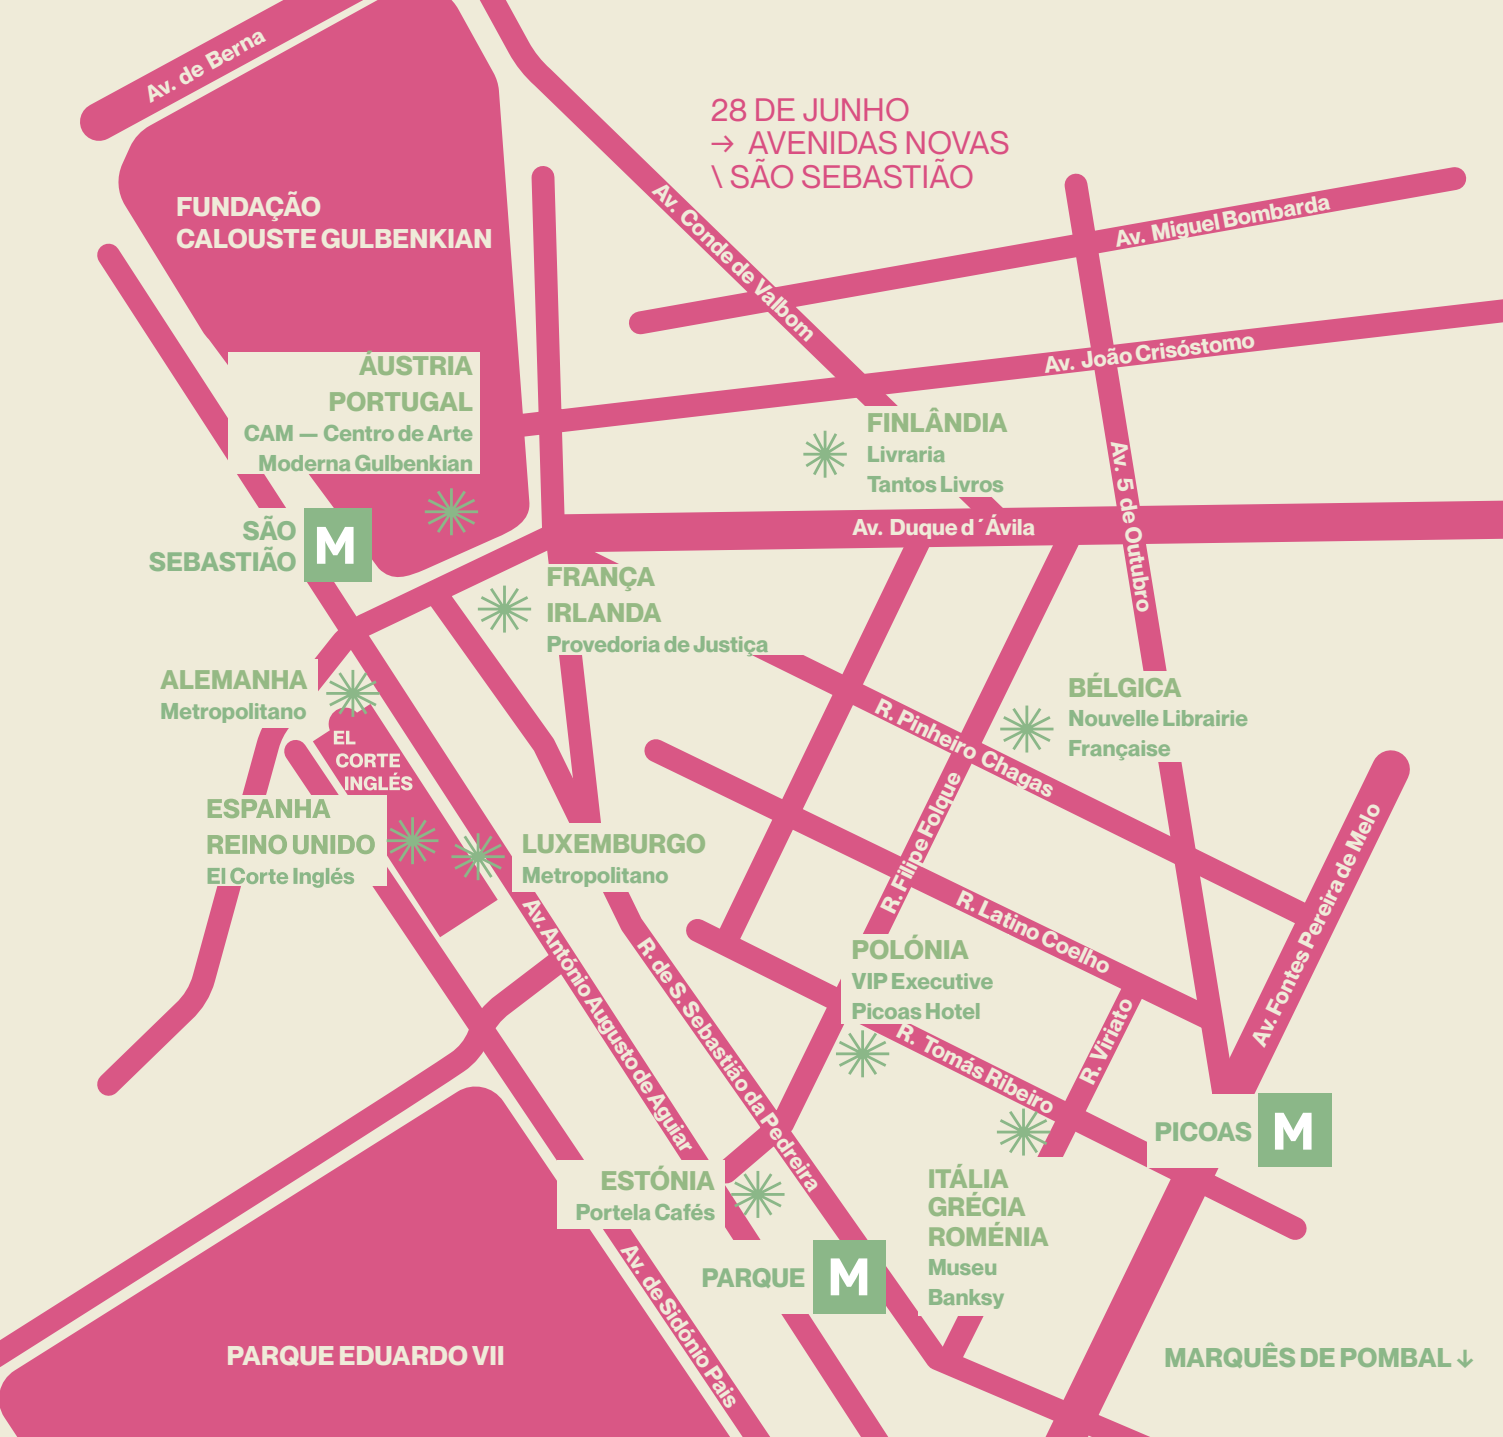 Av. de Berna
28 DE JUNHO
→ AVENIDAS NOVAS
\ SÃO SEBASTIÃO
FUNDAÇÃO
CALOUSTE GULBENKIAN
Av. Conde de Valbom
Av. Miguel Bombarda
Av. João Crisóstomo
ÁUSTRIA
PORTUGAL
CAM — Centro de Arte
Moderna Gulbenkian
FINLÂNDIA
Livraria
Tantos Livros
Av. 5 de Outubro
SÃO
SEBASTIÃO
M
Av. Duque d´Ávila
FRANÇA
IRLANDA
Provedoria de Justiça
ALEMANHA
Metropolitano
BÉLGICA
Nouvelle Librairie
Française
R. Pinheiro Chagas
EL
CORTE
INGLÉS
ESPANHA
REINO UNIDO
El Corte Inglés
LUXEMBURGO
Metropolitano
R. Filipe Folque
R. Latino Coelho
Av. Fontes Pereira de Melo
Av. António Augusto de Aguiar
R. de S. Sebastião da Pedreira
POLÓNIA
VIP Executive
Picoas Hotel
R. Tomás Ribeiro
R. Viriato
PICOAS
M
ESTÓNIA
Portela Cafés
ITÁLIA
GRÉCIA
ROMÉNIA
Museu
Banksy
PARQUE
M
Av. de Sidónio Pais
PARQUE EDUARDO VII
MARQUÊS DE POMBAL ↓